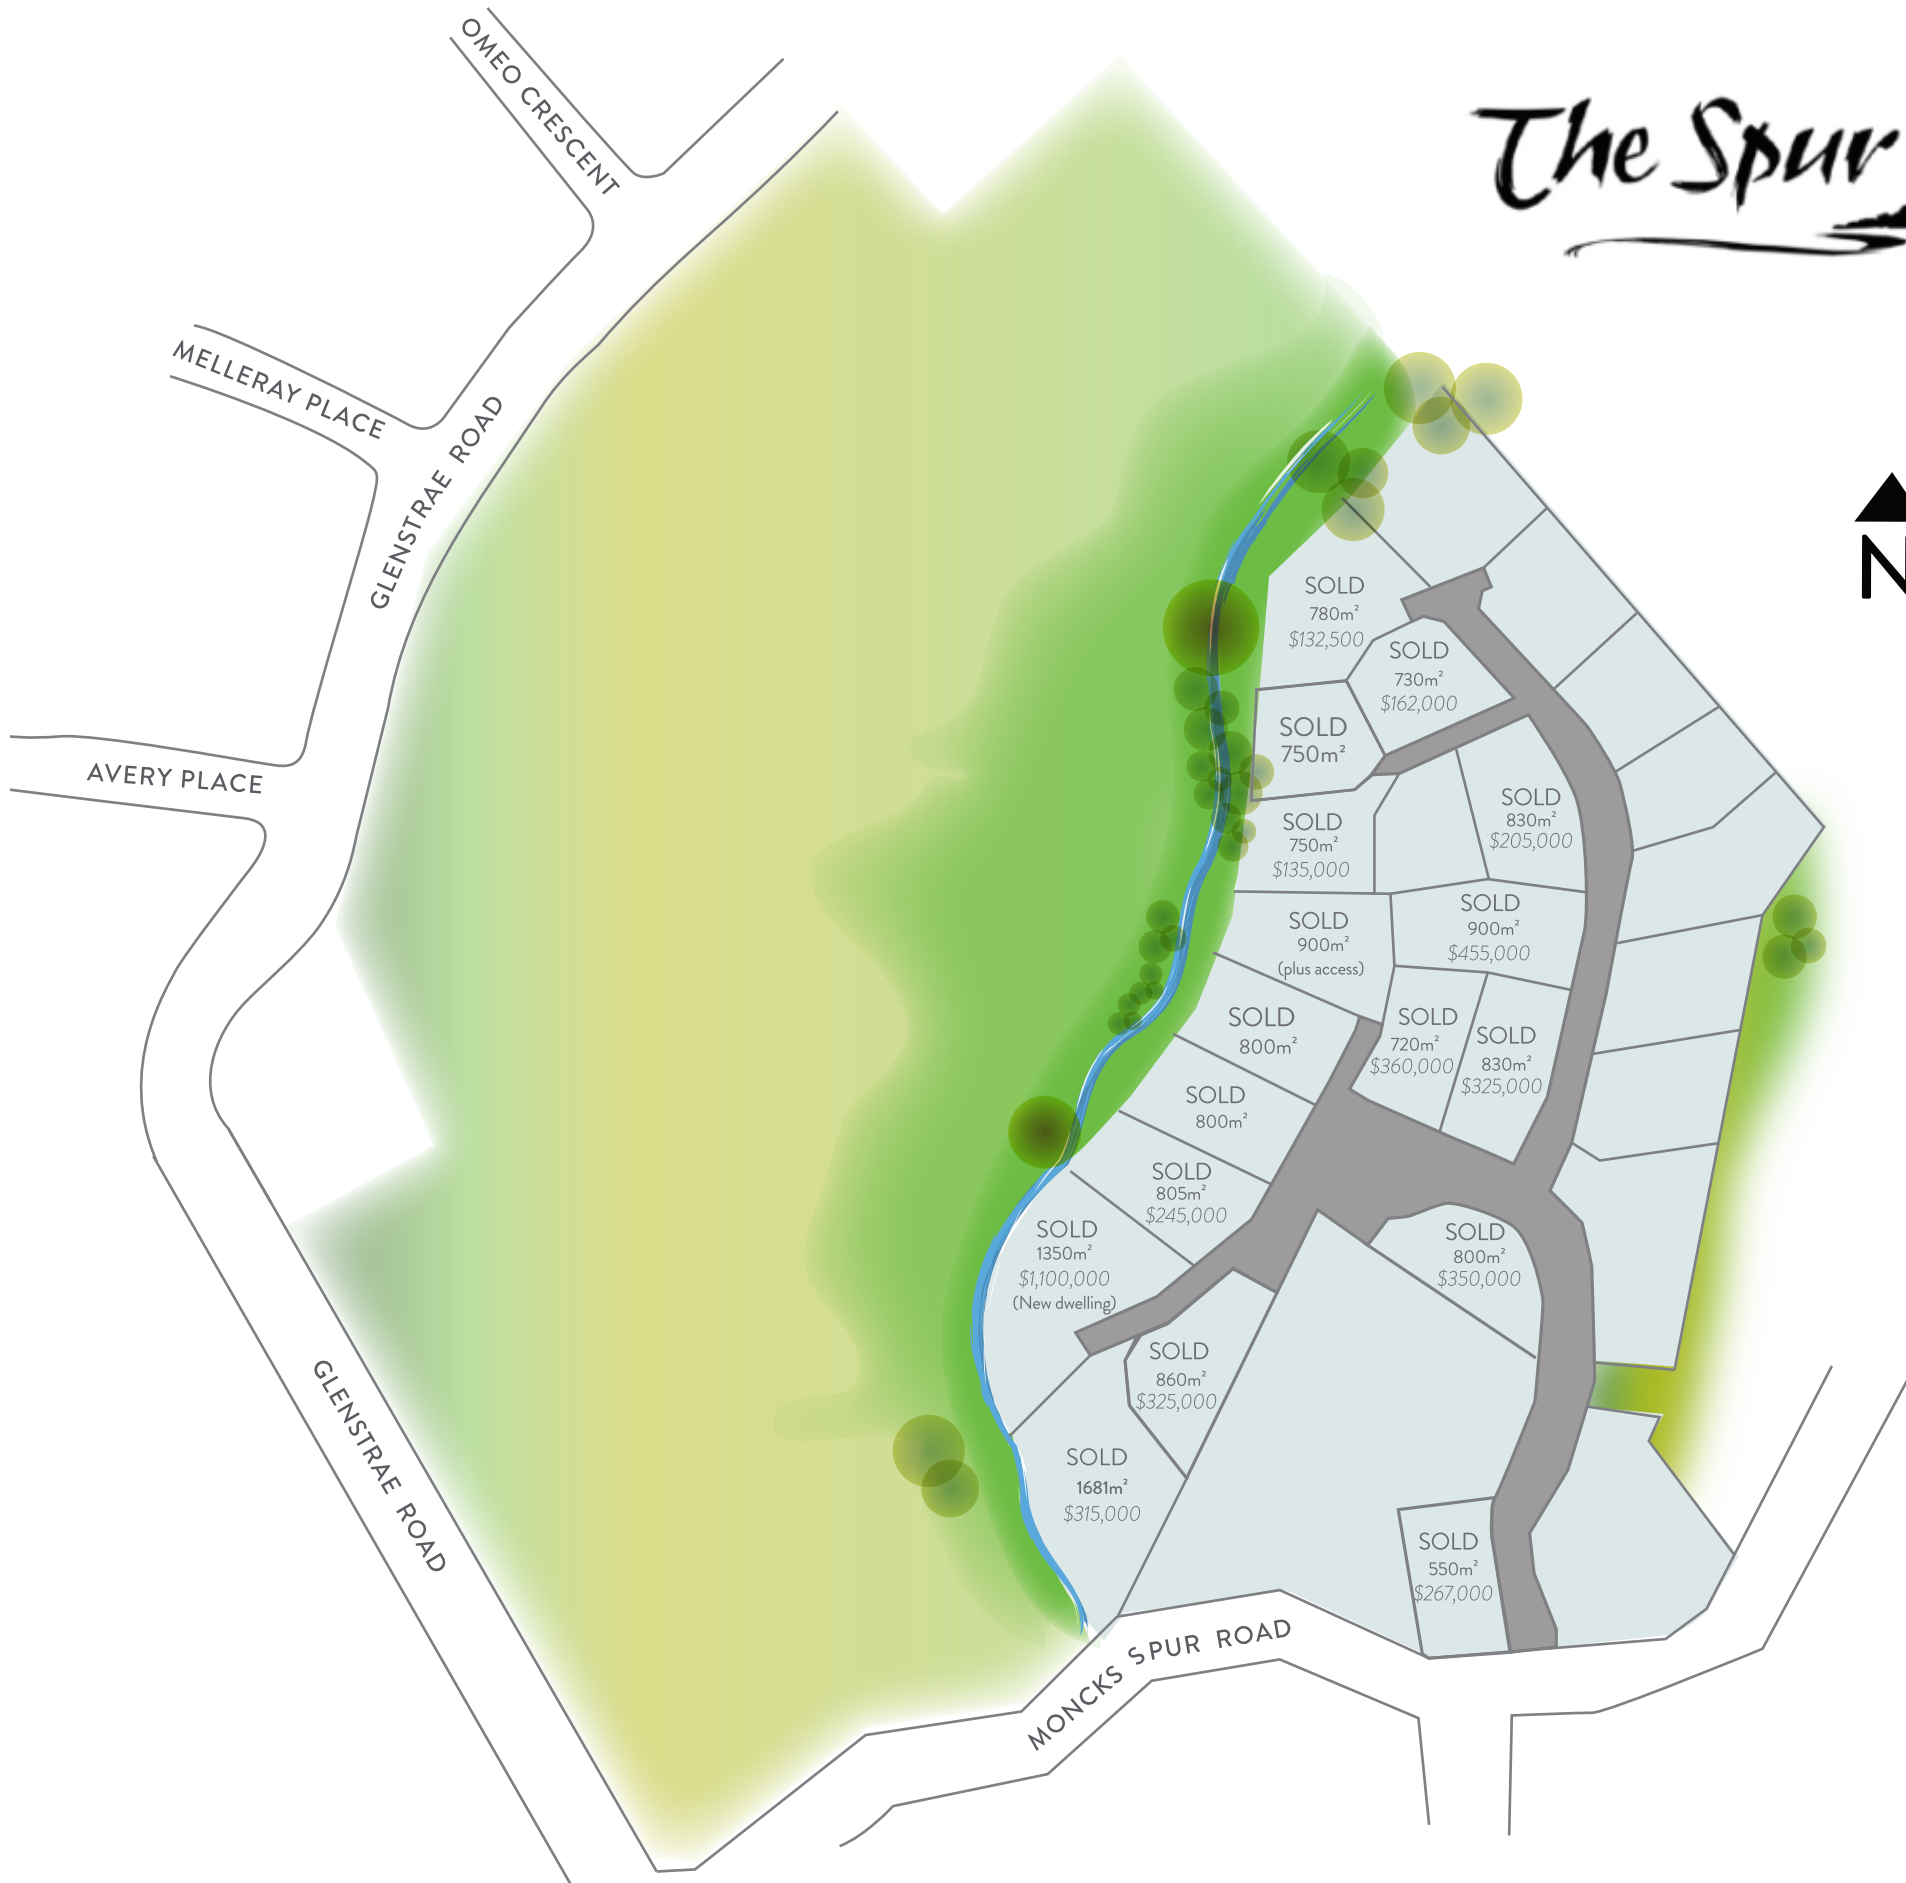 OMEO CRESCENT
The Spur
MELLERAY PLACE
GLENSTRAE ROAD
N
AVERY PLACE
SOLD
780m²
$132,500
SOLD
730m²
$162,000
SOLD
750m²
SOLD
830m²
$205,000
SOLD
750m²
$135,000
SOLD
900m²
$455,000
SOLD
900m²
(plus access)
SOLD
800m²
SOLD
720m²
$360,000
SOLD
830m²
$325,000
SOLD
800m²
SOLD
805m²
$245,000
SOLD
1350m²
$1,100,000
(New dwelling)
SOLD
800m²
$350,000
SOLD
860m²
$325,000
SOLD
1681m²
$315,000
SOLD
550m²
$267,000
GLENSTRAE ROAD
MONCKS SPUR ROAD